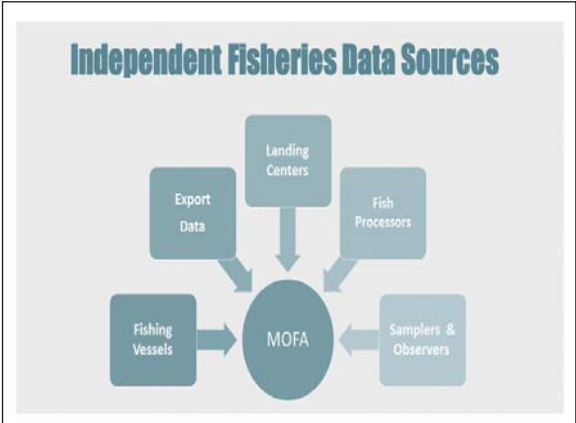 Independent Fisheries Data Sources
Landing
Centers
Export
Data
Fish
Processors
Fishing
Vessels
MOFA
Samplers &
Observers